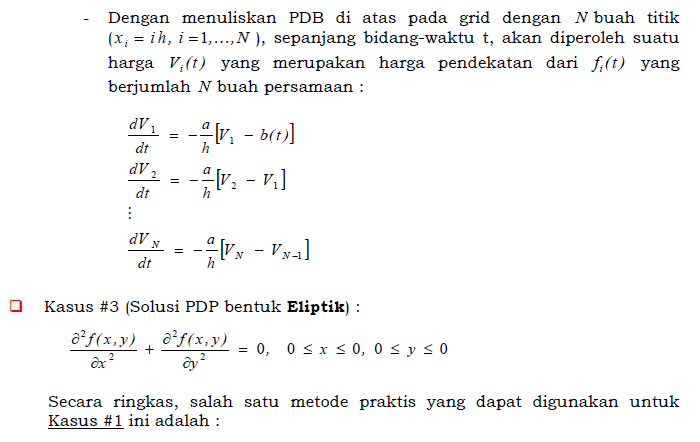 - Dengan menuliskan PDB di atas pada grid dengan N buah titik
(x_i = ih, i =1,...,N ), sepanjang bidang-waktu t, akan diperoleh suatu
harga V_i(t) yang merupakan harga pendekatan dari f_i(t) yang
berjumlah N buah persamaan :
dV_1/dt = -a/h[V_1 - b(t)]
dV_2/dt = -a/h[V_2 - V_1]
⋮
dV_N/dt = -a/h[V_N - V_{N-1}]
❑ Kasus #3 (Solusi PDP bentuk Eliptik) :
∂²f(x,y)/∂x² + ∂²f(x,y)/∂y² = 0, 0 ≤ x ≤ 0, 0 ≤ y ≤ 0
Secara ringkas, salah satu metode praktis yang dapat digunakan untuk
Kasus #1 ini adalah :